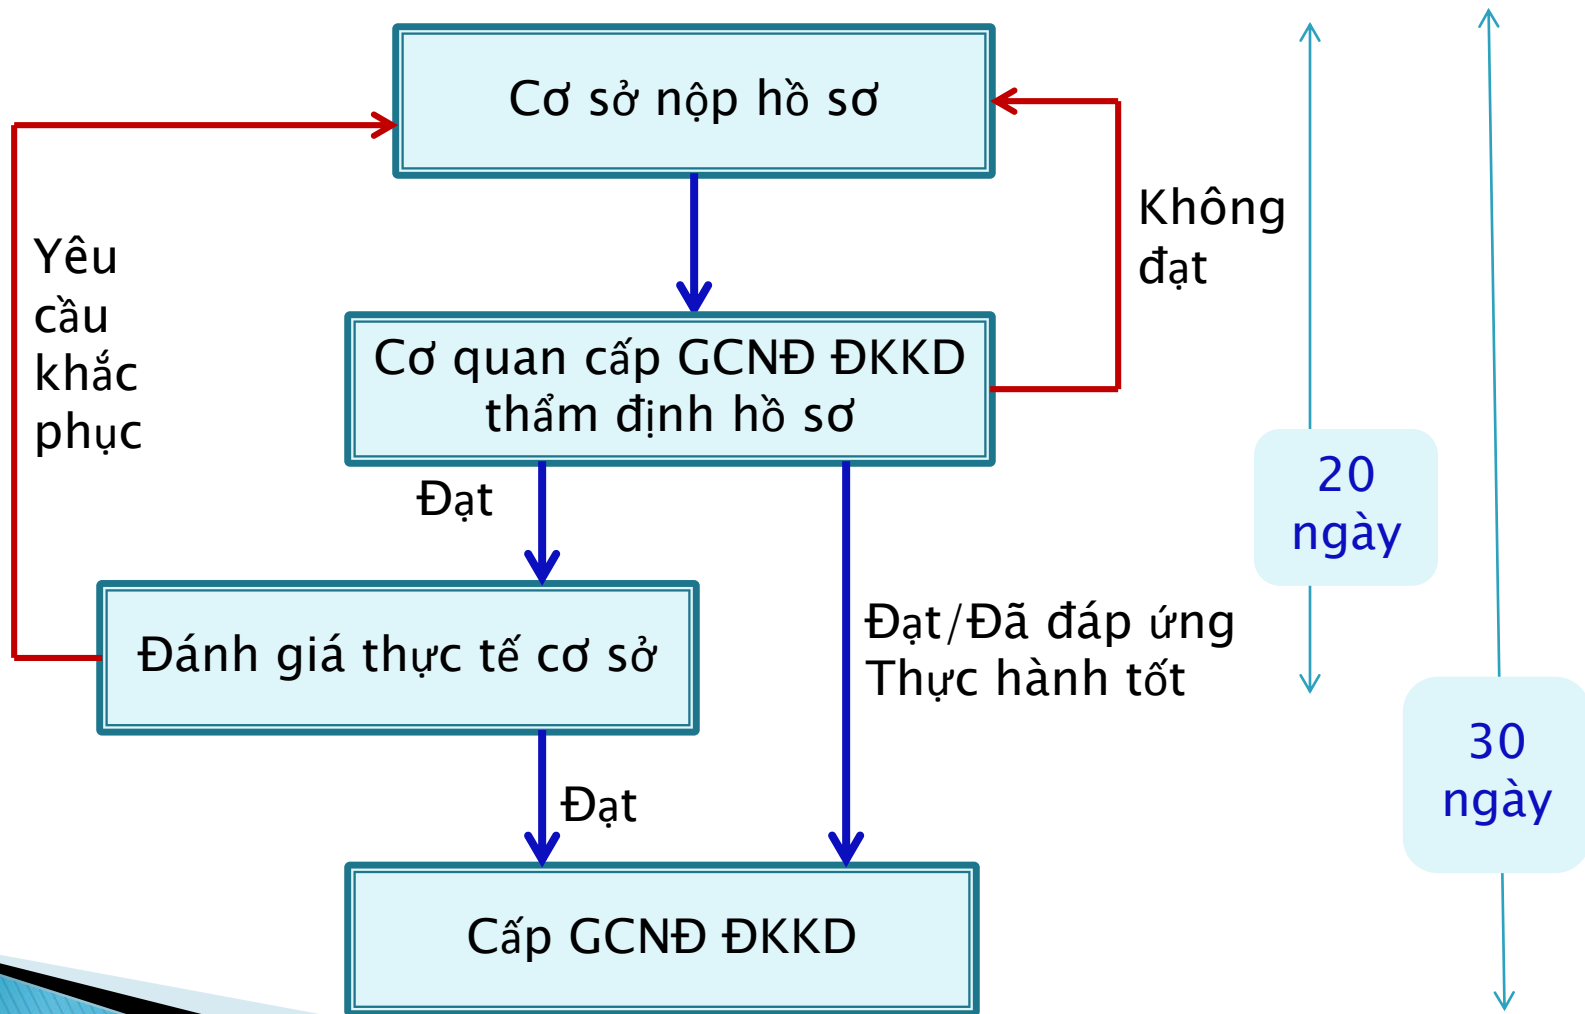 Cơ sở nộp hồ sơ
Không
đạt
Yêu
cầu
khắc
phục
Cơ quan cấp GCNĐ ĐKKD
thẩm định hồ sơ
Đạt
20
ngày
Đánh giá thực tế cơ sở
Đạt/Đã đáp ứng
Thực hành tốt
30
ngày
Đạt
Cấp GCNĐ ĐKKD